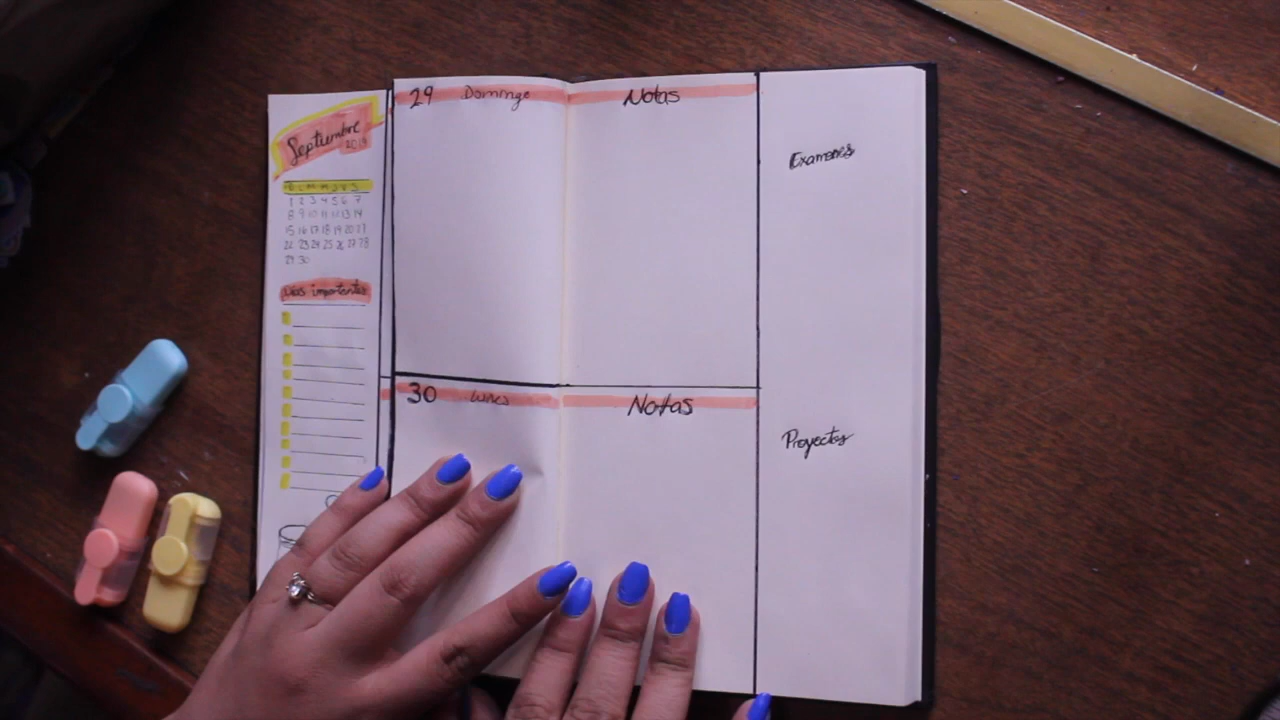 Septiembre
2019
D L M M J V S
1 2 3 4 5 6 7
8 9 10 11 12 13 14
15 16 17 18 19 20 21
22 23 24 25 26 27 28
29 30
Días importantes
29 Domingo
Notas
30 Lunes
Notas
Examenes
Proyectos